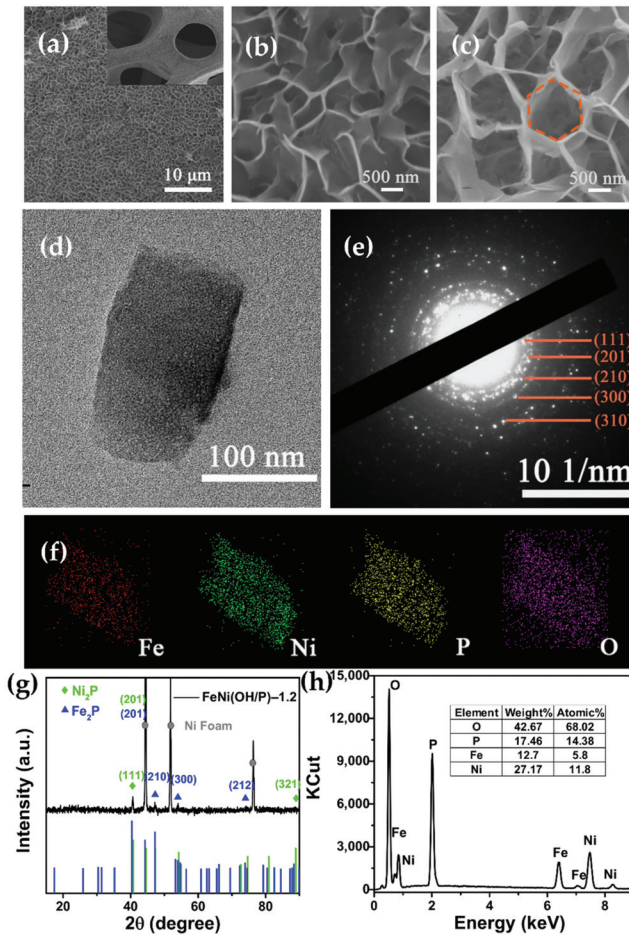 (a)
10 µm
(b)
500 nm
(c)
500 nm
(d)
100 nm
(e)
(111)
(201)
(210)
(300)
(310)
10 1/nm
(f)
Fe
Ni
P
O
(g)
Ni₂P
Fe₂P
(201)
(201)
FeNi(OH/P)–1.2
Ni Foam
(111)
(210)
(300)
(212)
(321)
Intensity (a.u.)
20 40 60 80
2θ (degree)
(h)
15,000
12,000
9,000
6,000
3,000
0
KCut
O
Fe
Ni
P
Fe
Fe
Ni
Ni
Element Weight% Atomic%
O 42.67 68.02
P 17.46 14.38
Fe 12.7 5.8
Ni 27.17 11.8
0 2 4 6 8
Energy (keV)